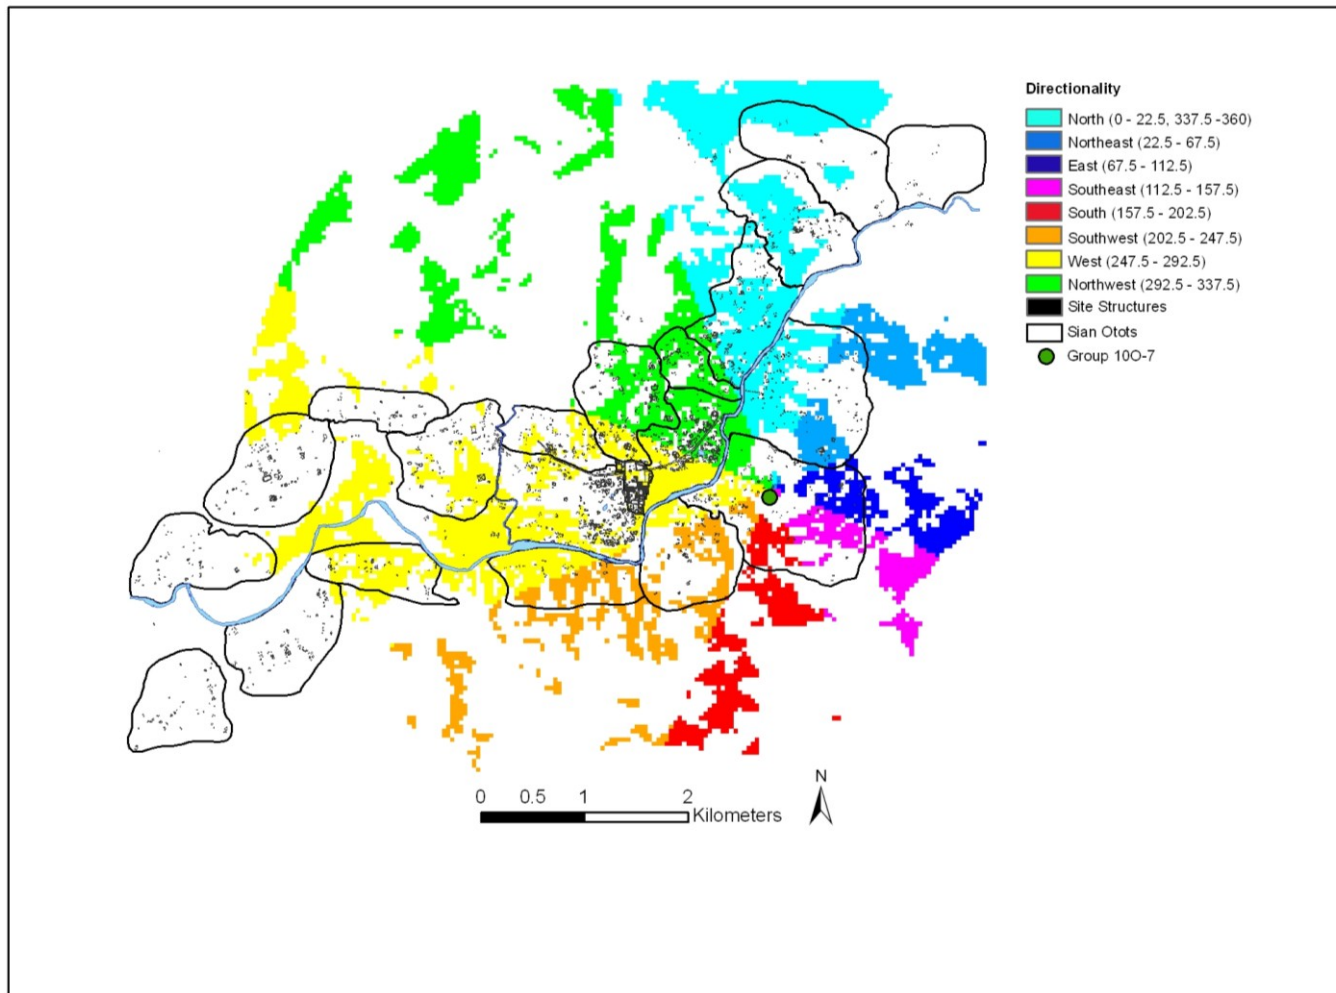 Directionality
North (0 - 22.5, 337.5 -360)
Northeast (22.5 - 67.5)
East (67.5 - 112.5)
Southeast (112.5 - 157.5)
South (157.5 - 202.5)
Southwest (202.5 - 247.5)
West (247.5 - 292.5)
Northwest (292.5 - 337.5)
Site Structures
Sian Otots
Group 10O-7
N
0 0.5 1 2
Kilometers